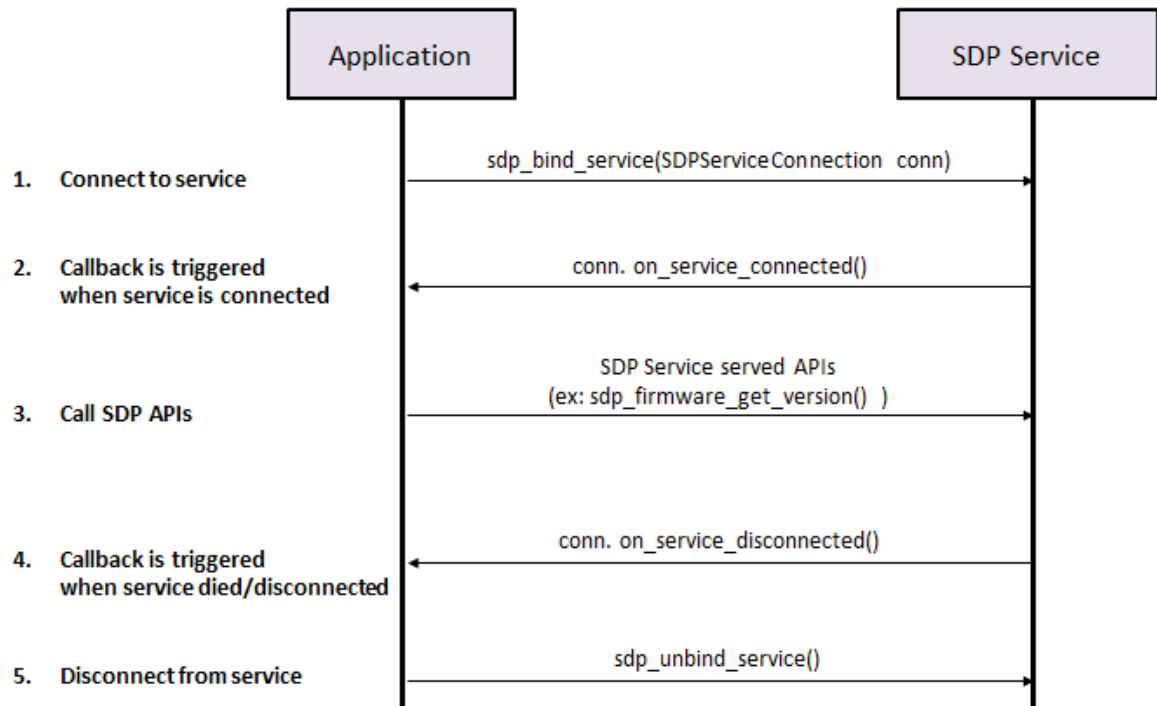 Application
SDP Service
sdp_bind_service(SDPServiceConnection conn)
1. Connect to service
2. Callback is triggered
when service is connected
conn. on_service_connected()
SDP Service served APIs
(ex: sdp_firmware_get_version() )
3. Call SDP APIs
conn. on_service_disconnected()
4. Callback is triggered
when service died/disconnected
sdp_unbind_service()
5. Disconnect from service